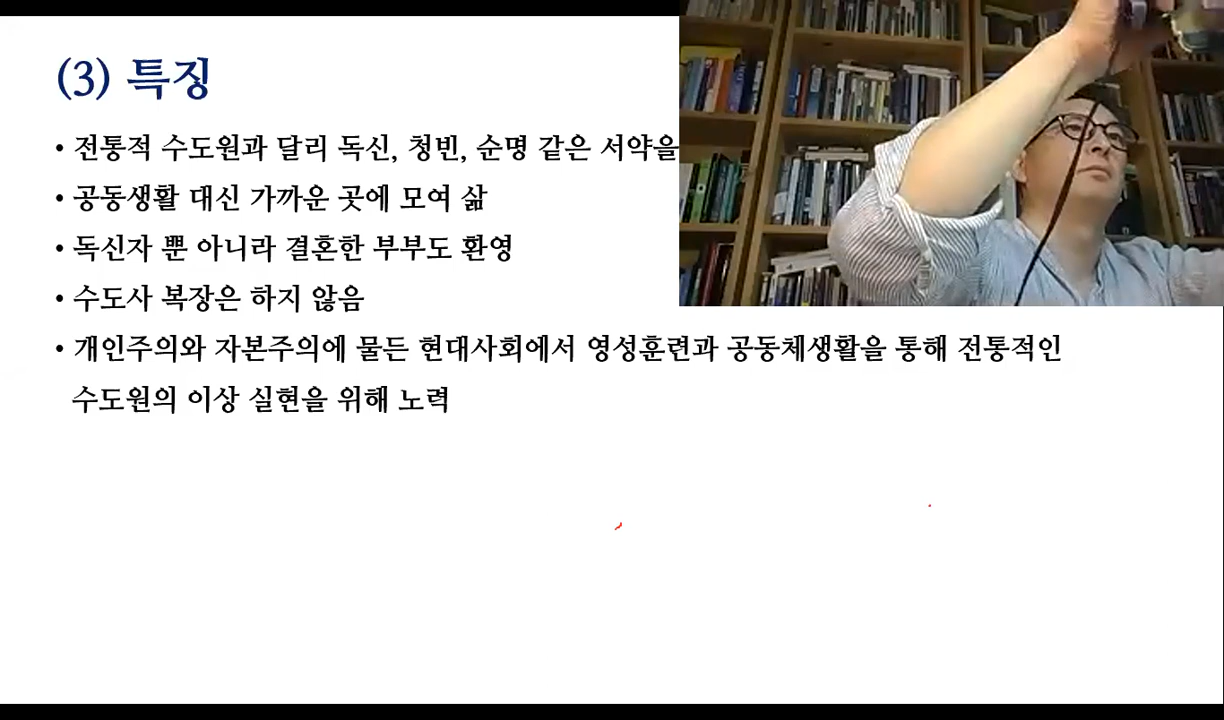 (3) 특징
• 전통적 수도원과 달리 독신, 청빈, 순명 같은 서약을
• 공동생활 대신 가까운 곳에 모여 삶
• 독신자 뿐 아니라 결혼한 부부도 환영
• 수도사 복장은 하지 않음
• 개인주의와 자본주의에 물든 현대사회에서 영성훈련과 공동체생활을 통해 전통적인
수도원의 이상 실현을 위해 노력